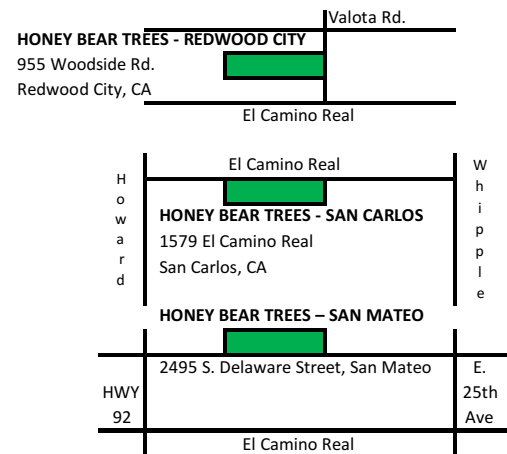 Valota Rd.
HONEY BEAR TREES - REDWOOD CITY
955 Woodside Rd.
Redwood City, CA
El Camino Real
El Camino Real
Howard
Whipple
HONEY BEAR TREES - SAN CARLOS
1579 El Camino Real
San Carlos, CA
HONEY BEAR TREES – SAN MATEO
2495 S. Delaware Street, San Mateo
HWY
92
E.
25th
Ave
El Camino Real